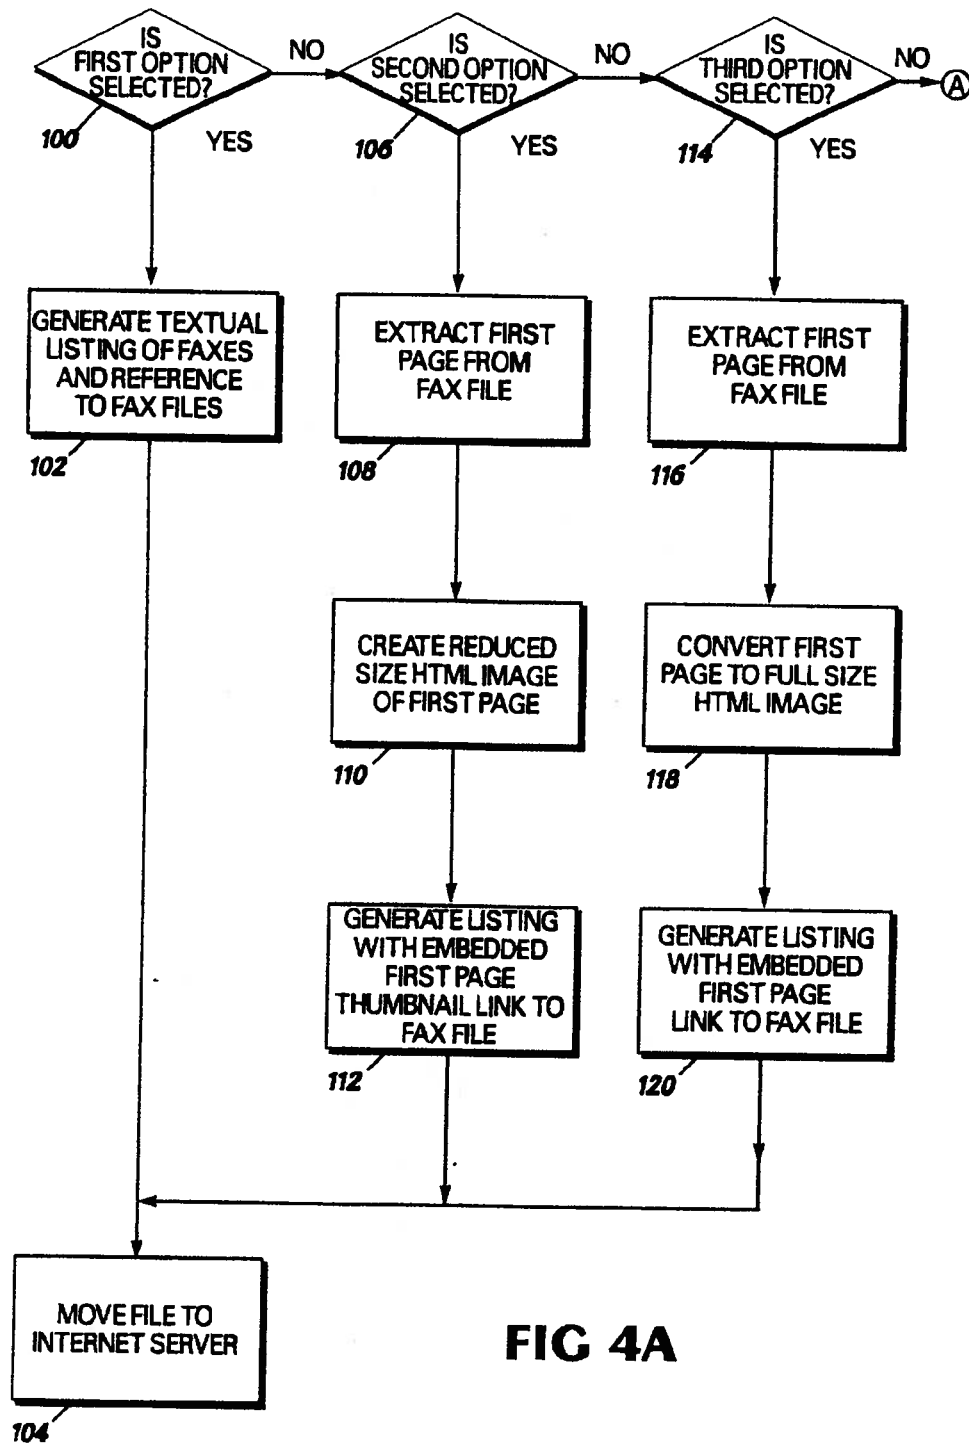 IS
FIRST OPTION
SELECTED?
100
YES
NO
IS
SECOND OPTION
SELECTED?
106
YES
NO
IS
THIRD OPTION
SELECTED?
114
YES
NO
A
GENERATE TEXTUAL
LISTING OF FAXES
AND REFERENCE
TO FAX FILES
102
EXTRACT FIRST
PAGE FROM
FAX FILE
108
EXTRACT FIRST
PAGE FROM
FAX FILE
116
CREATE REDUCED
SIZE HTML IMAGE
OF FIRST PAGE
110
CONVERT FIRST
PAGE TO FULL SIZE
HTML IMAGE
118
GENERATE LISTING
WITH EMBEDDED
FIRST PAGE
THUMBNAIL LINK TO
FAX FILE
112
GENERATE LISTING
WITH EMBEDDED
FIRST PAGE
LINK TO FAX FILE
120
MOVE FILE TO
INTERNET SERVER
104
FIG 4A